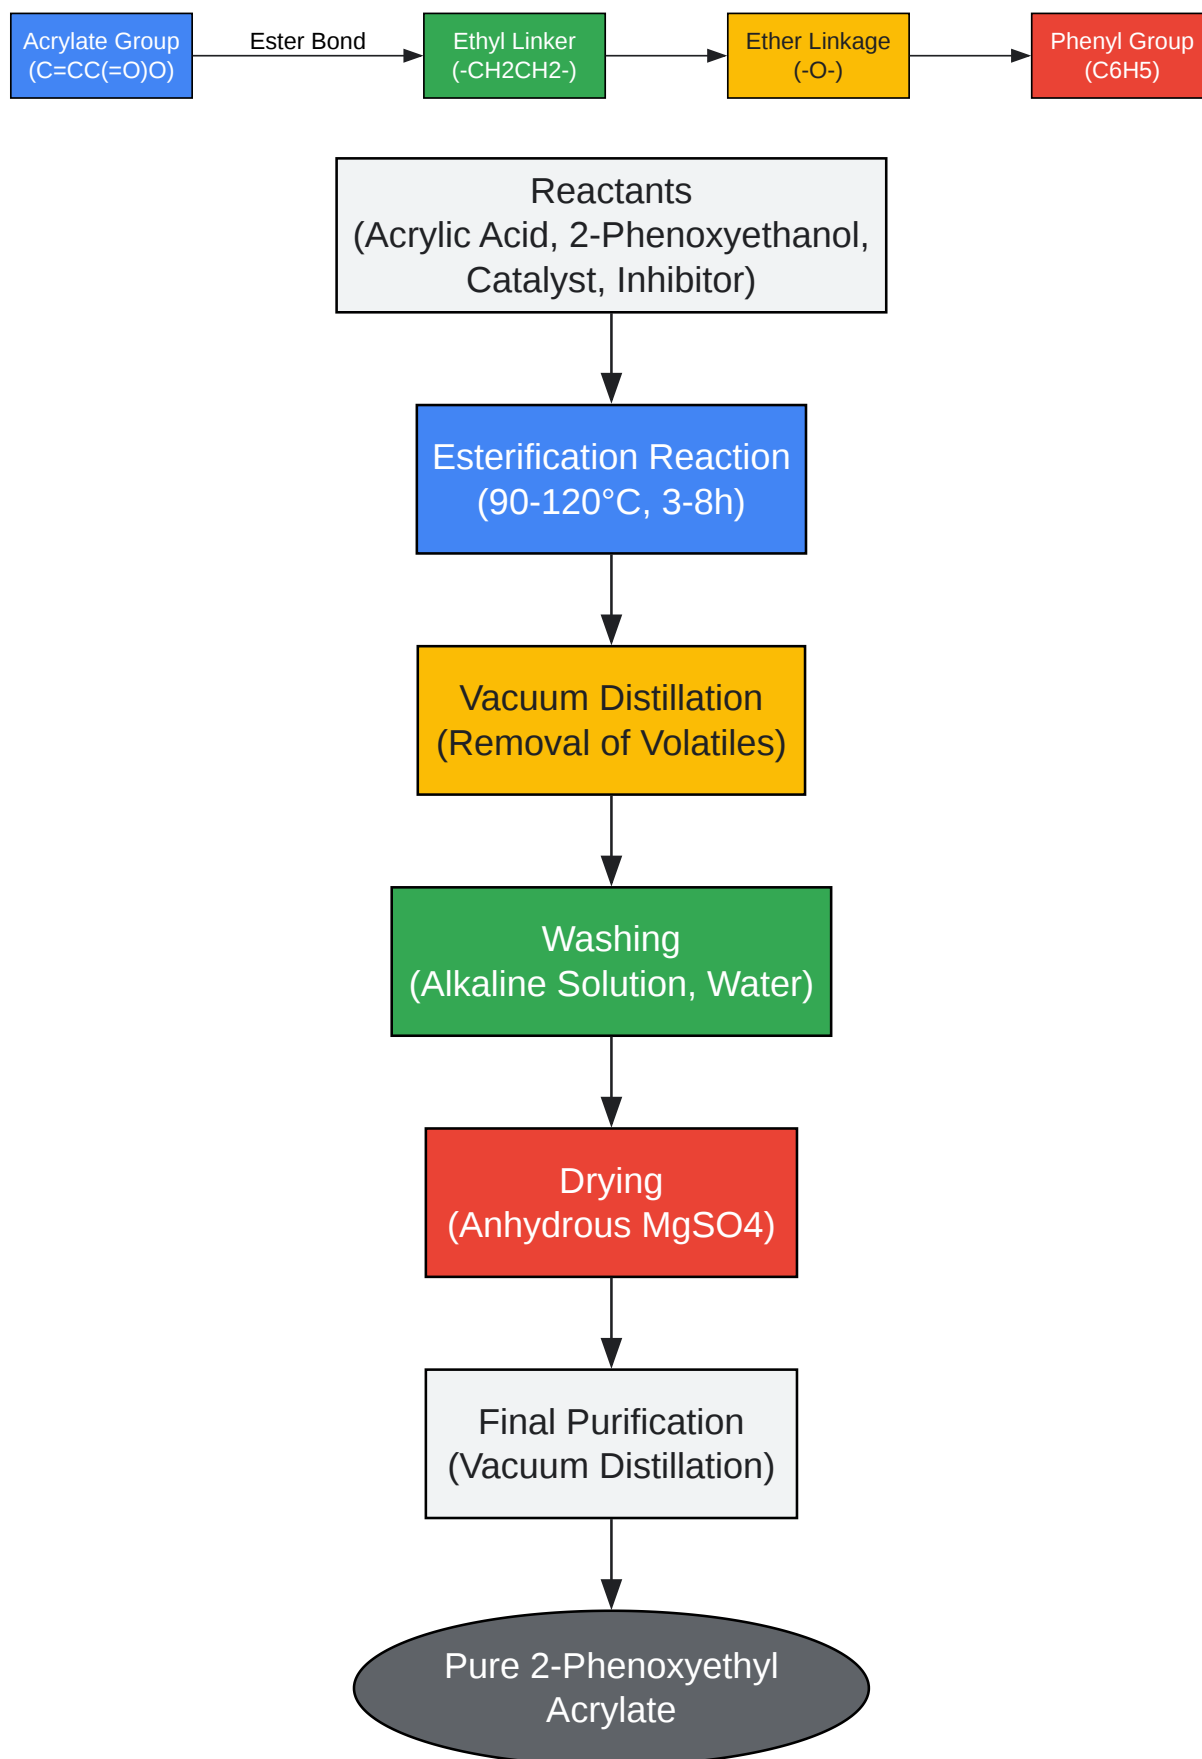 Acrylate Group
(C=CC(=O)O)
Ester Bond
Ethyl Linker
(-CH2CH2-)
Ether Linkage
(-O-)
Phenyl Group
(C6H5)
Reactants
(Acrylic Acid, 2-Phenoxyethanol,
Catalyst, Inhibitor)
Esterification Reaction
(90-120°C, 3-8h)
Vacuum Distillation
(Removal of Volatiles)
Washing
(Alkaline Solution, Water)
Drying
(Anhydrous MgSO4)
Final Purification
(Vacuum Distillation)
Pure 2-Phenoxyethyl
Acrylate